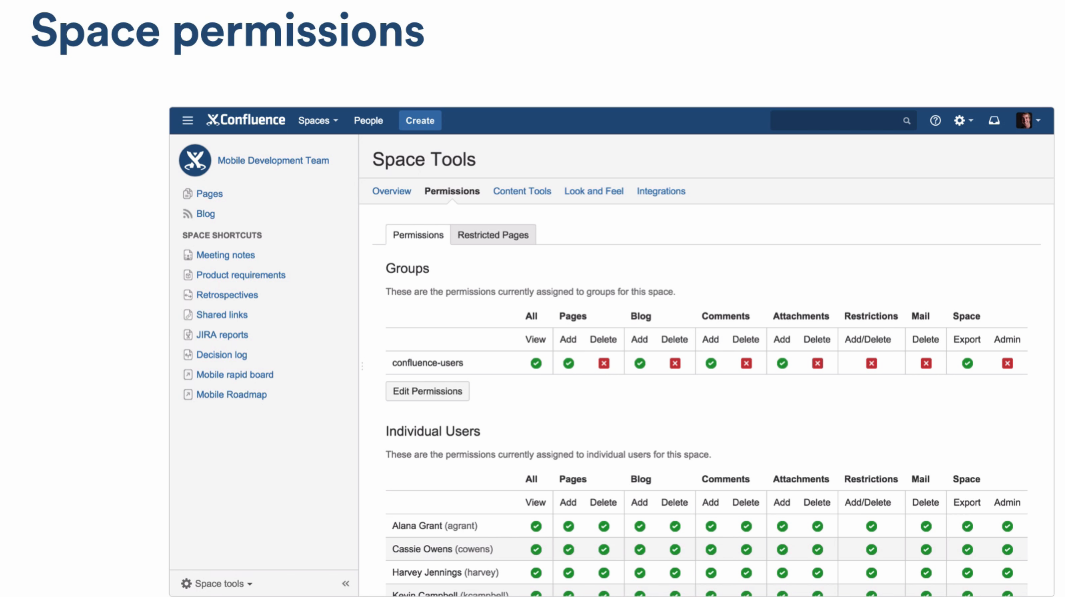 Space permissions
Confluence Spaces People Create
Mobile Development Team
Pages
Blog
SPACE SHORTCUTS
Meeting notes
Product requirements
Retrospectives
Shared links
JIRA reports
Decision log
Mobile rapid board
Mobile Roadmap
Space tools
Space Tools
Overview Permissions Content Tools Look and Feel Integrations
Permissions Restricted Pages
Groups
These are the permissions currently assigned to groups for this space.
All Pages Blog Comments Attachments Restrictions Mail Space
View Add Delete Add Delete Add Delete Add Delete Add/Delete Delete Export Admin
confluence-users
Edit Permissions
Individual Users
These are the permissions currently assigned to individual users for this space.
All Pages Blog Comments Attachments Restrictions Mail Space
View Add Delete Add Delete Add Delete Add Delete Add/Delete Delete Export Admin
Alana Grant (agrant)
Cassie Owens (cowens)
Harvey Jennings (harvey)
Kevin Campbell (kcampbell)